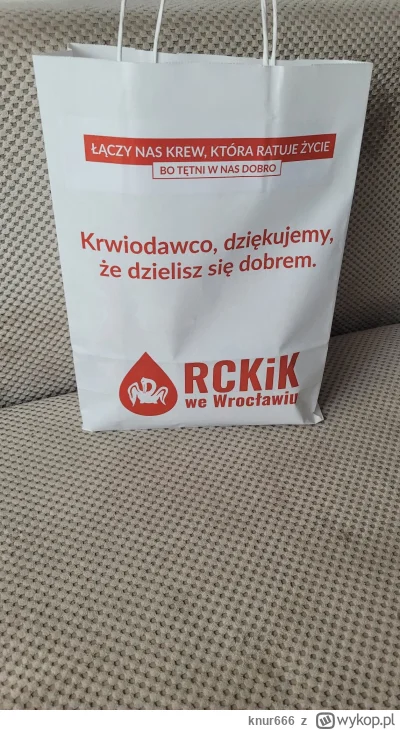 ŁĄCZY NAS KREW, KTÓRA RATUJE ŻYCIE
BO TĘTNI W NAS DOBRO
Krwiodawco, dziękujemy,
że dzielisz się dobrem.
RCKiK
we Wrocławiu
knur666 z wykop.pl